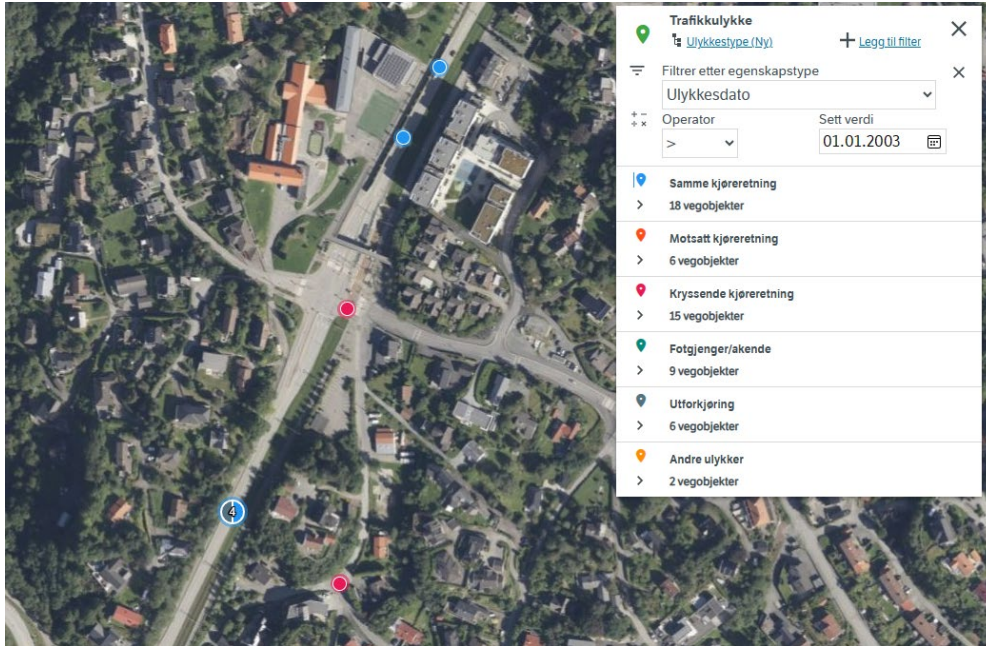 Trafikkulykke
Ulykkestype (Ny)
Legg til filter
Filtrer etter egenskapstype
Ulykkesdato
Operator
Sett verdi
>
01.01.2003
Samme kjøreretning
18 vegobjekter
Motsatt kjøreretning
6 vegobjekter
Kryssende kjøreretning
15 vegobjekter
Fotgjenger/akende
9 vegobjekter
Utforkjøring
6 vegobjekter
Andre ulykker
2 vegobjekter
4